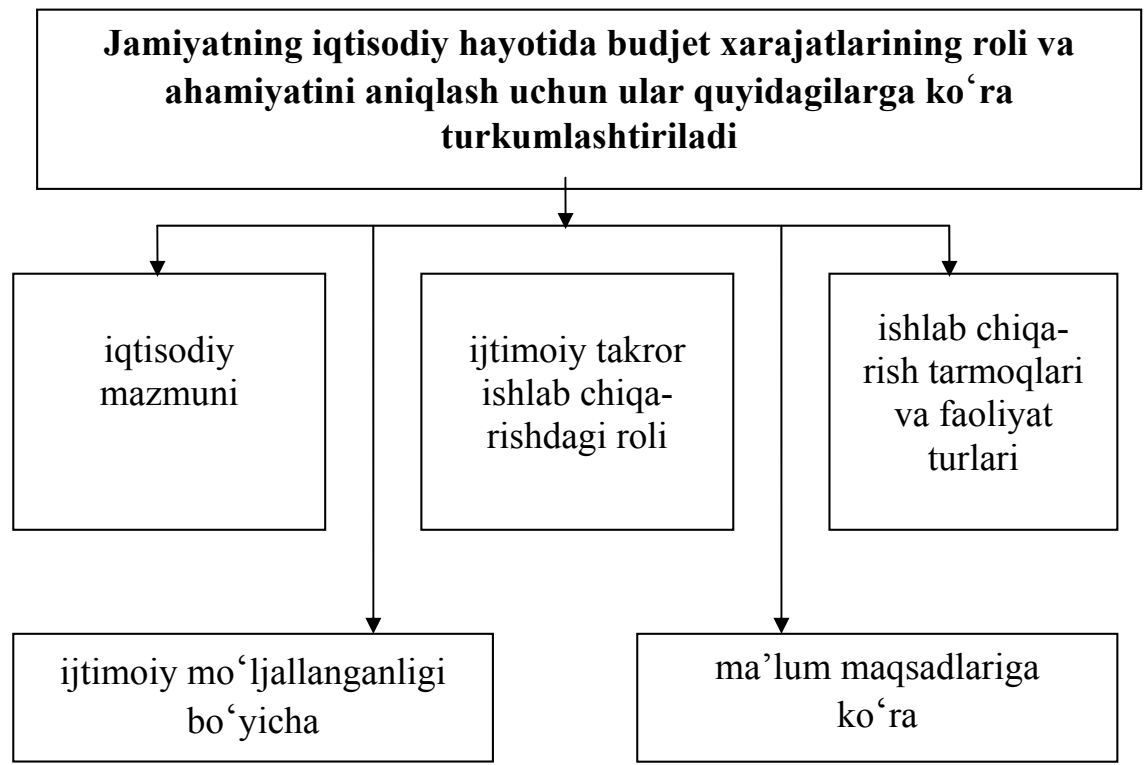 Jamiyatning iqtisodiy hayotida budjet xarajatlarining roli va
ahamiyatini aniqlash uchun ular quyidagilarga ko‘ra
turkumlashtiriladi
iqtisodiy
mazmuni
ijtimoiy takror
ishlab chiqa-
rishdagi roli
ishlab chiqa-
rish tarmoqlari
va faoliyat
turlari
ijtimoiy mo‘ljallanganligi
bo‘yicha
ma’lum maqsadlariga
ko‘ra